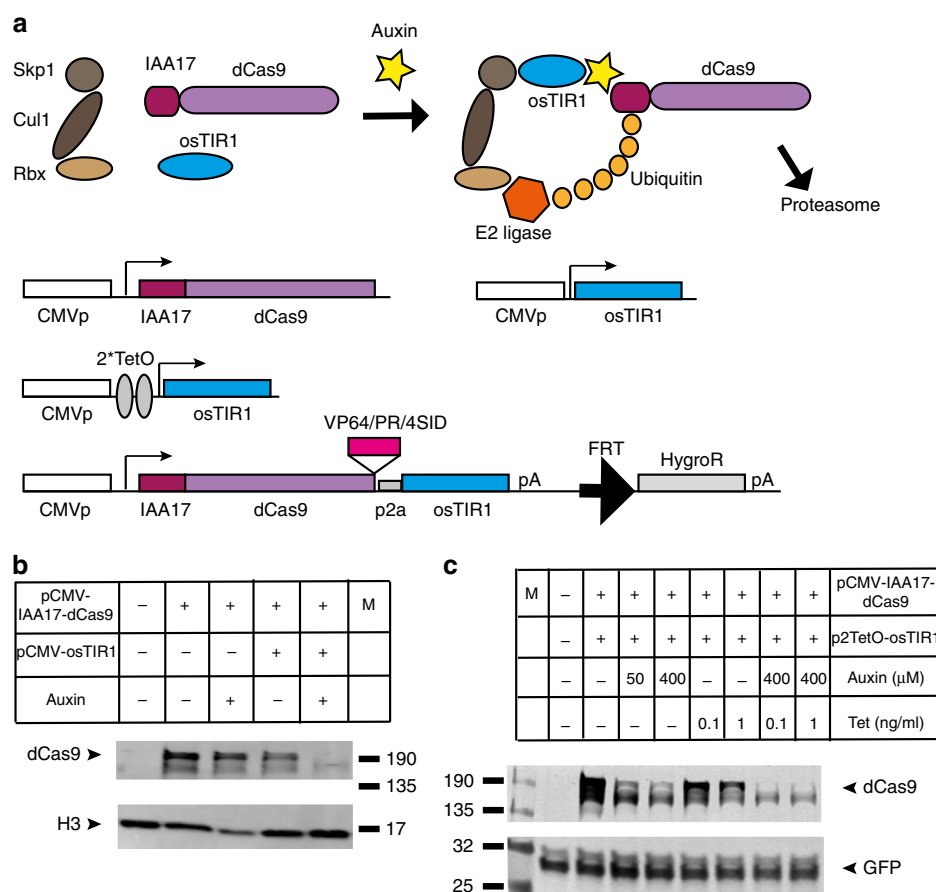 a
Auxin
Skp1
IAA17
dCas9
dCas9
osTIR1
Cul1
osTIR1
Rbx
Ubiquitin
Proteasome
E2 ligase
CMVp
IAA17
dCas9
CMVp
osTIR1
2*TetO
CMVp
osTIR1
VP64/PR/4SID
FRT
HygroR
pA
pA
CMVp
IAA17
dCas9
p2a
osTIR1
b
pCMV-
IAA17-dCas9
– + + + + M
pCMV-osTIR1 – – – + +
Auxin – – + – +
dCas9
190
135
H3
17
c
M – + + + + + + + pCMV-IAA17-
dCas9
– + + + + + + + p2TetO-osTIR1
– – 50 400 – – 400 400 Auxin (µM)
– – – – 0.1 1 0.1 1 Tet (ng/ml)
190
135
dCas9
32
25
GFP